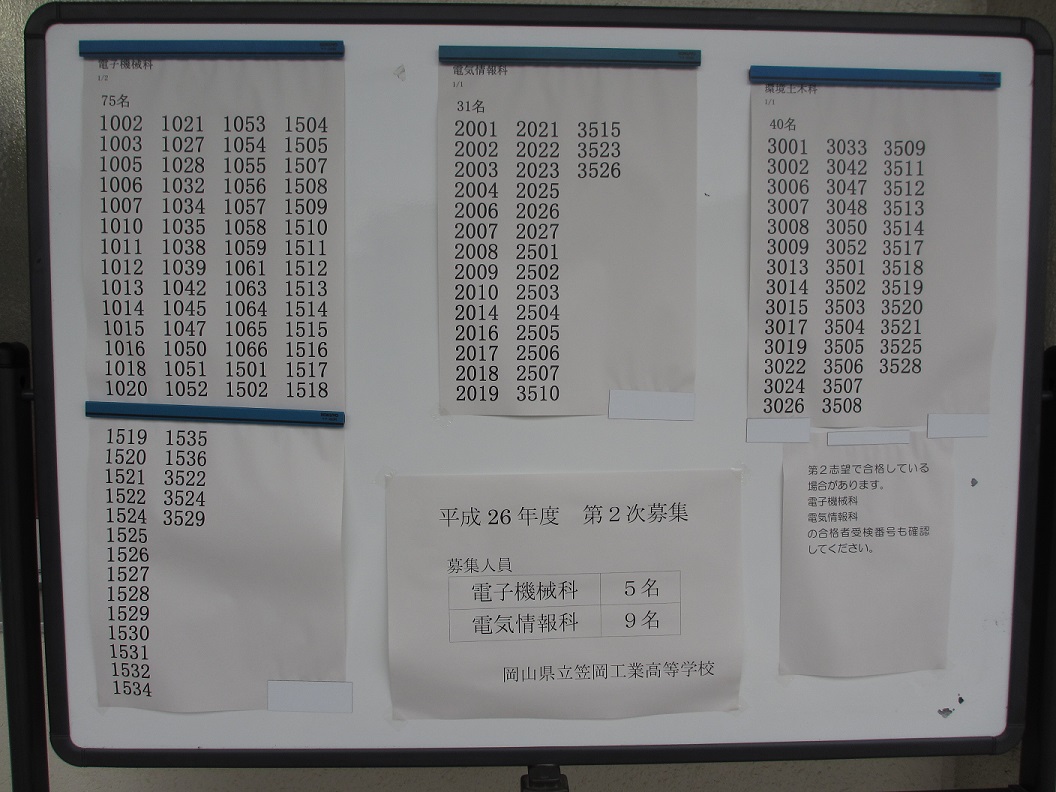 電子機械科
1/2
75名
1002 1021 1053 1504
1003 1027 1054 1505
1005 1028 1055 1507
1006 1032 1056 1508
1007 1034 1057 1509
1010 1035 1058 1510
1011 1038 1059 1511
1012 1039 1061 1512
1013 1042 1063 1513
1014 1045 1064 1514
1015 1047 1065 1515
1016 1050 1066 1516
1018 1051 1501 1517
1020 1052 1502 1518
1519 1535
1520 1536
1521 3522
1522 3524
1524 3529
1525
1526
1527
1528
1529
1530
1531
1532
1534
電気情報科
1/1
31名
2001 2021 3515
2002 2022 3523
2003 2023 3526
2004 2025
2006 2026
2007 2027
2008 2501
2009 2502
2010 2503
2014 2504
2016 2505
2017 2506
2018 2507
2019 3510
環境土木科
1/1
40名
3001 3033 3509
3002 3042 3511
3006 3047 3512
3007 3048 3513
3008 3050 3514
3009 3052 3517
3013 3501 3518
3014 3502 3519
3015 3503 3520
3017 3504 3521
3019 3505 3525
3022 3506 3528
3024 3507
3026 3508
平成 26 年度 第２次募集
募集人員
電子機械科 ５名
電気情報科 ９名
岡山県立笠岡工業高等学校
第２志望で合格している
場合があります。
電子機械科
電気情報科
の合格者受検番号も確認
してください。